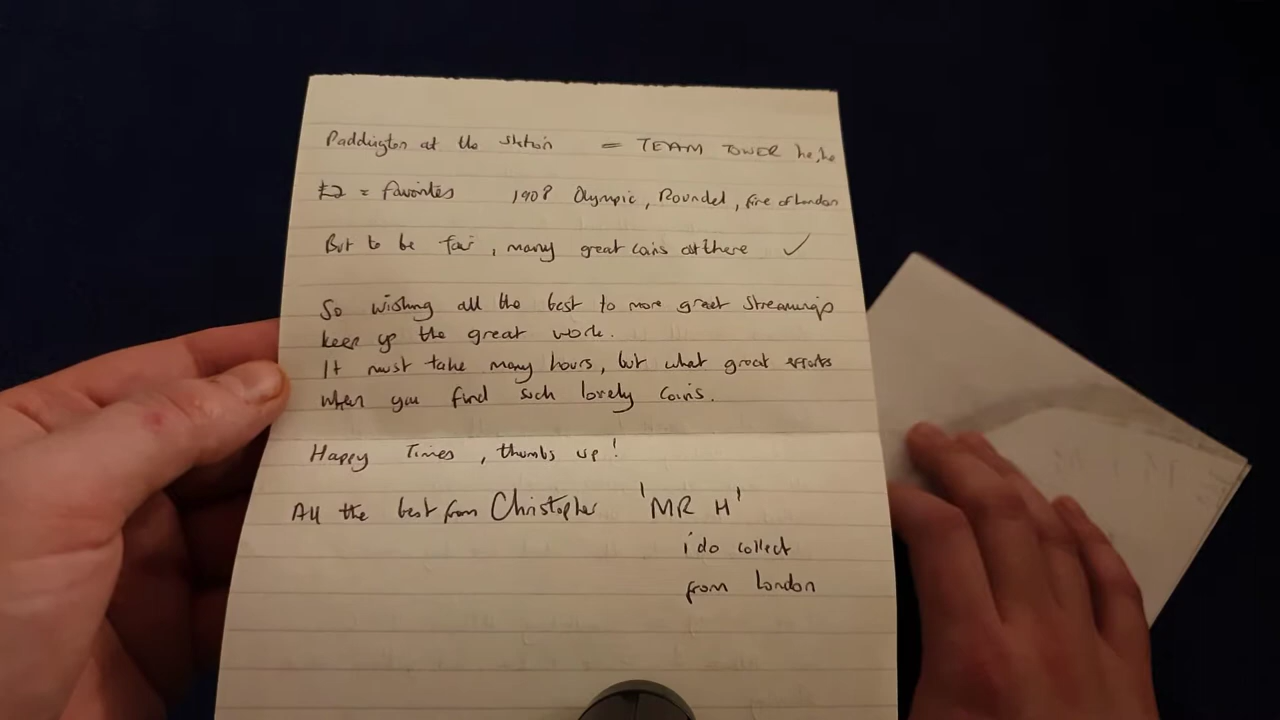 Paddington at the station = TEAM TOWER he,he
£2 = favorites 1908 Olympic, Roundel, fire of London
But to be fair, many great coins out there ✓
So wishing all the best to more great streamings
keep up the great work.
It must take many hours, but what great efforts
when you find such lovely coins.
Happy Times, thumbs up!
All the best from Christopher 'MR H'
i do collect
from London